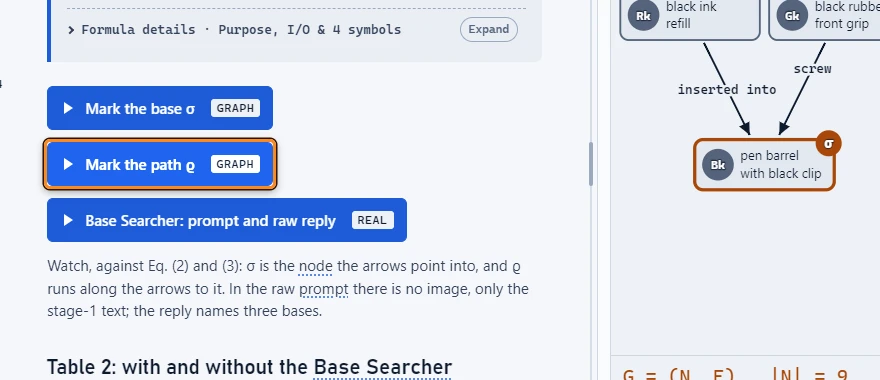 Formula details · Purpose, I/O & 4 symbols
Expand
Mark the base σ GRAPH
Mark the path ϱ GRAPH
Base Searcher: prompt and raw reply REAL
Watch, against Eq. (2) and (3): σ is the node the arrows point into, and ϱ
runs along the arrows to it. In the raw prompt there is no image, only the
stage-1 text; the reply names three bases.
Table 2: with and without the Base Searcher
Rk
black ink
refill
Gk
front grip
inserted into
screw
Bk
pen barrel
with black clip
σ